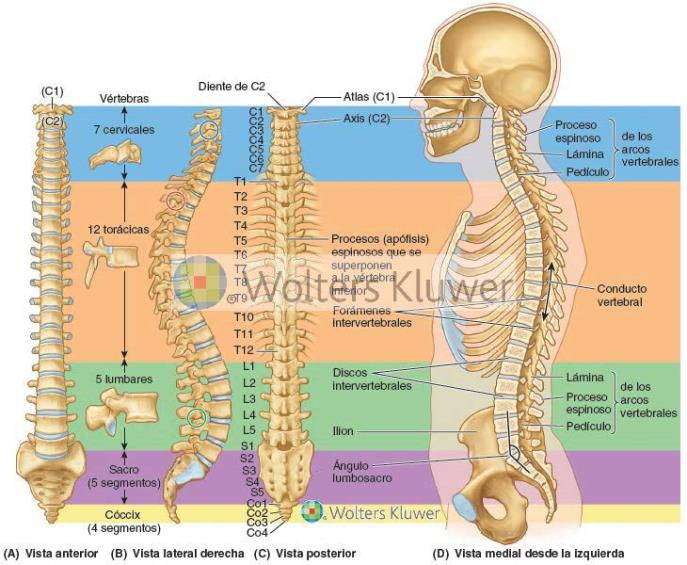 (C1)
(C2)
Vértebras
7 cervicales
12 torácicas
5 lumbares
Sacro
(5 segmentos)
Cóccix
(4 segmentos)
Diente de C2
C1
C2
C3
C4
C5
C6
C7
T1
T2
T3
T4
T5
T6
T7
T8
T9
T10
T11
T12
L1
L2
L3
L4
L5
S1
S2
S3
S4
S5
Co1
Co2
Co3
Co4
Atlas (C1)
Axis (C2)
Procesos (apófisis)
espinosos que se
superponen
a la vértebra
inferior
Forámenes
intervertebrales
Discos
intervertebrales
Ilion
Ángulo
lumbosacro
Proceso
espinoso
Lámina
Pedículo
de los
arcos
vertebrales
Conducto
vertebral
Lámina
Proceso
espinoso
Pedículo
de los
arcos
vertebrales
Wolters Kluwer
®
Wolters Kluwer
(A) Vista anterior
(B) Vista lateral derecha
(C) Vista posterior
(D) Vista medial desde la izquierda